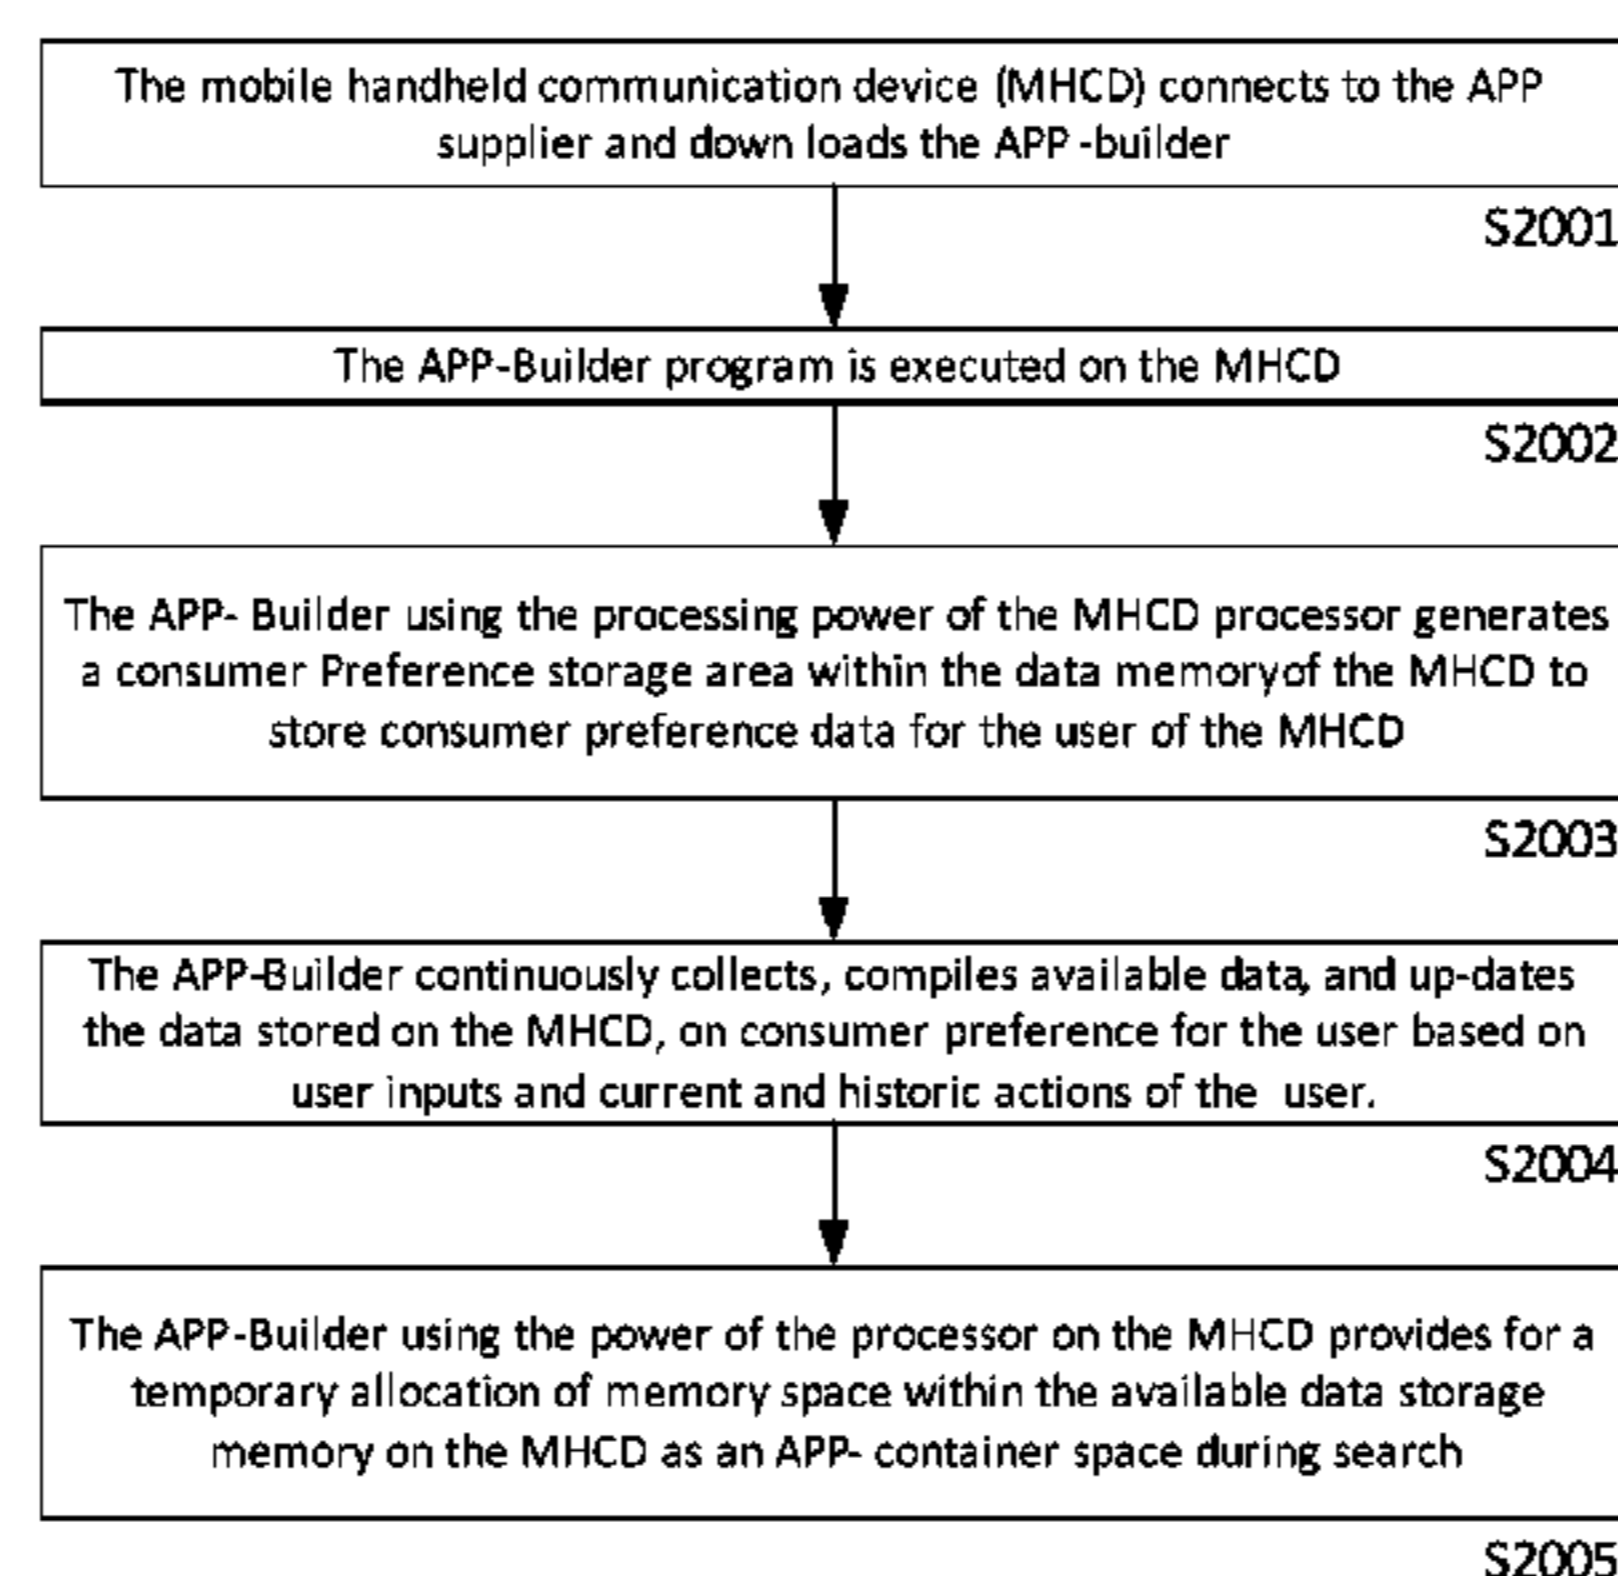 The mobile handheld communication device (MHCD) connects to the APP
supplier and down loads the APP -builder
S2001
The APP-Builder program is executed on the MHCD
S2002
The APP- Builder using the processing power of the MHCD processor generates
a consumer Preference storage area within the data memoryof the MHCD to
store consumer preference data for the user of the MHCD
S2003
The APP-Builder continuously collects, compiles available data, and up-dates
the data stored on the MHCD, on consumer preference for the user based on
user inputs and current and historic actions of the  user.
S2004
The APP-Builder using the power of the processor on the MHCD provides for a
temporary allocation of memory space within the available data storage
memory on the MHCD as an APP- container space during search
S2005